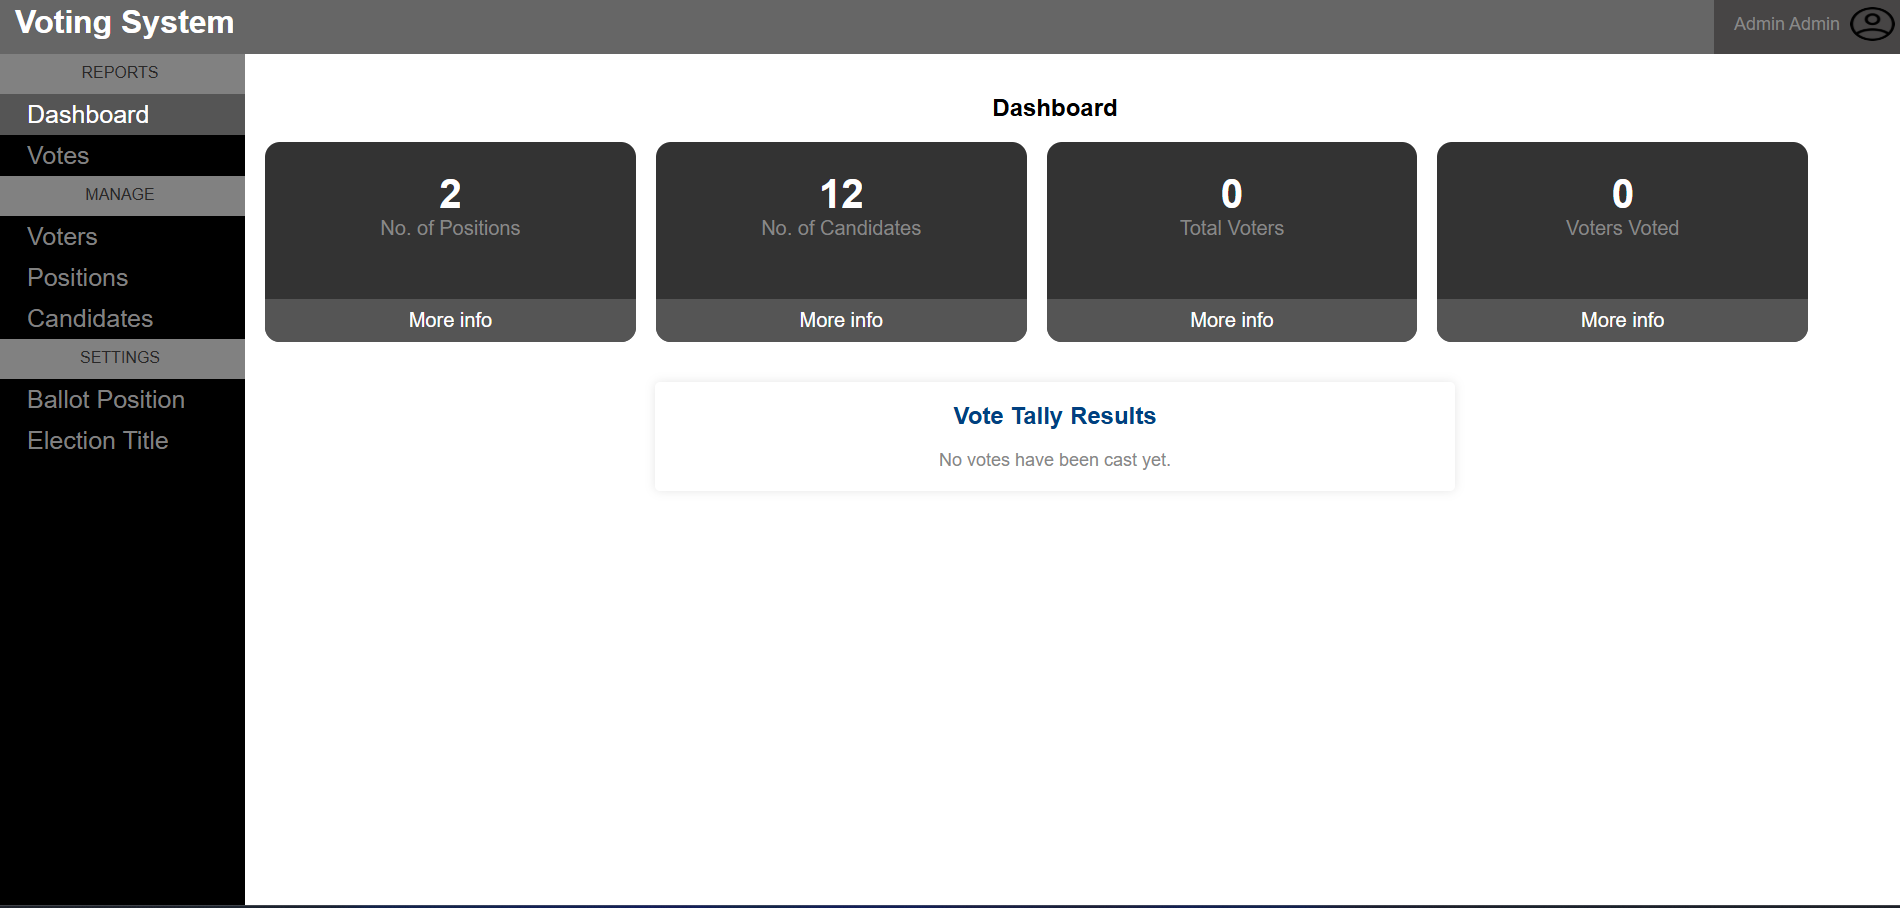 Voting System
Admin Admin
REPORTS
Dashboard
Votes
MANAGE
Voters
Positions
Candidates
SETTINGS
Ballot Position
Election Title
Dashboard
2
No. of Positions
More info
12
No. of Candidates
More info
0
Total Voters
More info
0
Voters Voted
More info
Vote Tally Results
No votes have been cast yet.